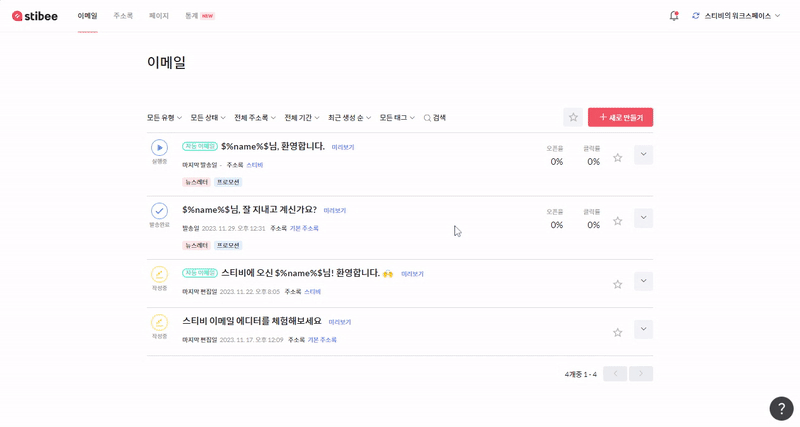 stibee 이메일 주소록 페이지 통계 NEW 스티비의 워크스페이스
이메일
모든 유형 모든 상태 전체 주소록 전체 기간 최근 생성 순 모든 태그 검색 + 새로 만들기
자동 이메일 $%name%$님, 환영합니다. 미리보기 오픈율 클릭률
실행중 마지막 발송일 - 주소록 스티비 0% 0%
뉴스레터 프로모션
$%name%$님, 잘 지내고 계신가요? 미리보기 오픈율 클릭률
발송완료 발송일 2023. 11. 29. 오후 12:31 주소록 기본 주소록 0% 0%
뉴스레터 프로모션
자동 이메일 스티비에 오신 $%name%$님! 환영합니다. 🙌 미리보기
작성중 마지막 편집일 2023. 11. 22. 오후 8:05 주소록 스티비
스티비 이메일 에디터를 체험해보세요 미리보기
작성중 마지막 편집일 2023. 11. 17. 오후 12:09 주소록 기본 주소록
4개중 1 - 4
?